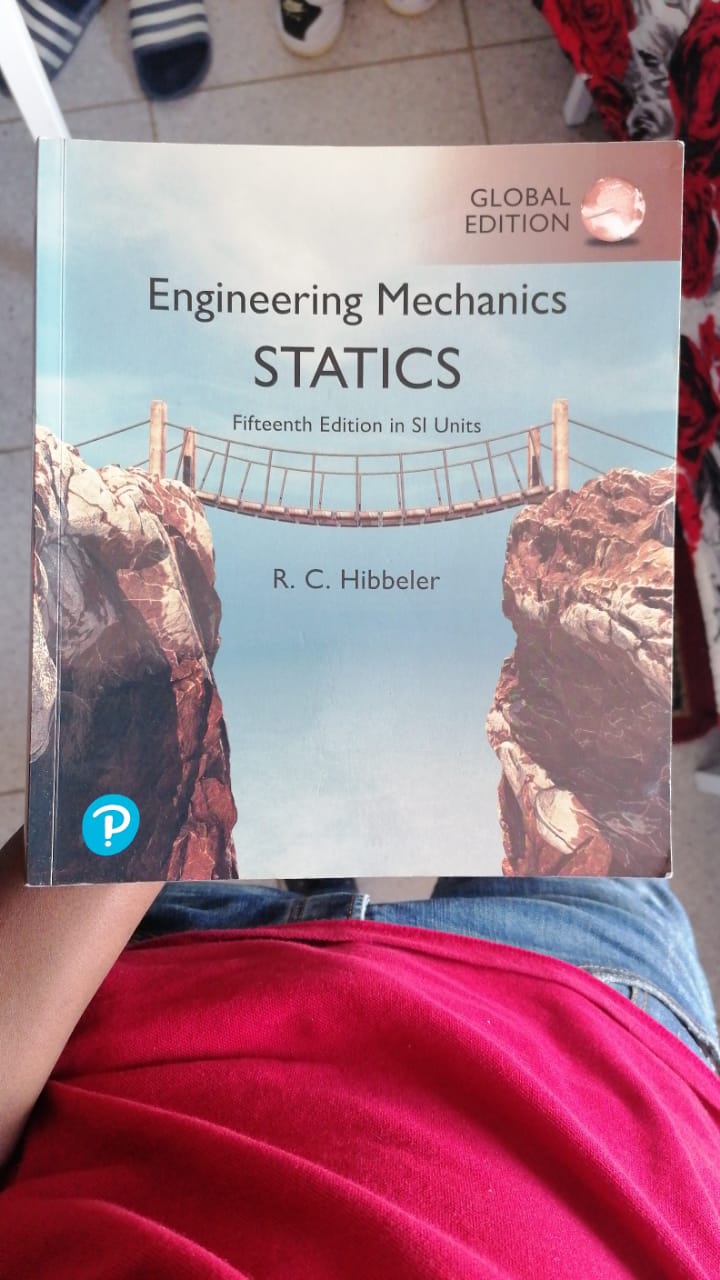 GLOBAL
EDITION
Engineering Mechanics
STATICS
Fifteenth Edition in SI Units
R. C. Hibbeler
P